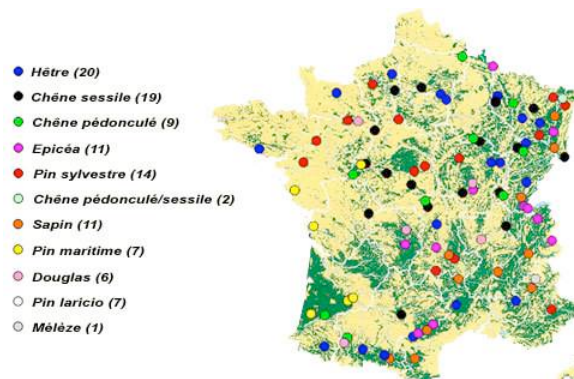 Hêtre (20)
Chêne sessile (19)
Chêne pédonculé (9)
Epicéa (11)
Pin sylvestre (14)
Chêne pédonculé/sessile (2)
Sapin (11)
Pin maritime (7)
Douglas (6)
Pin laricio (7)
Mélèze (1)